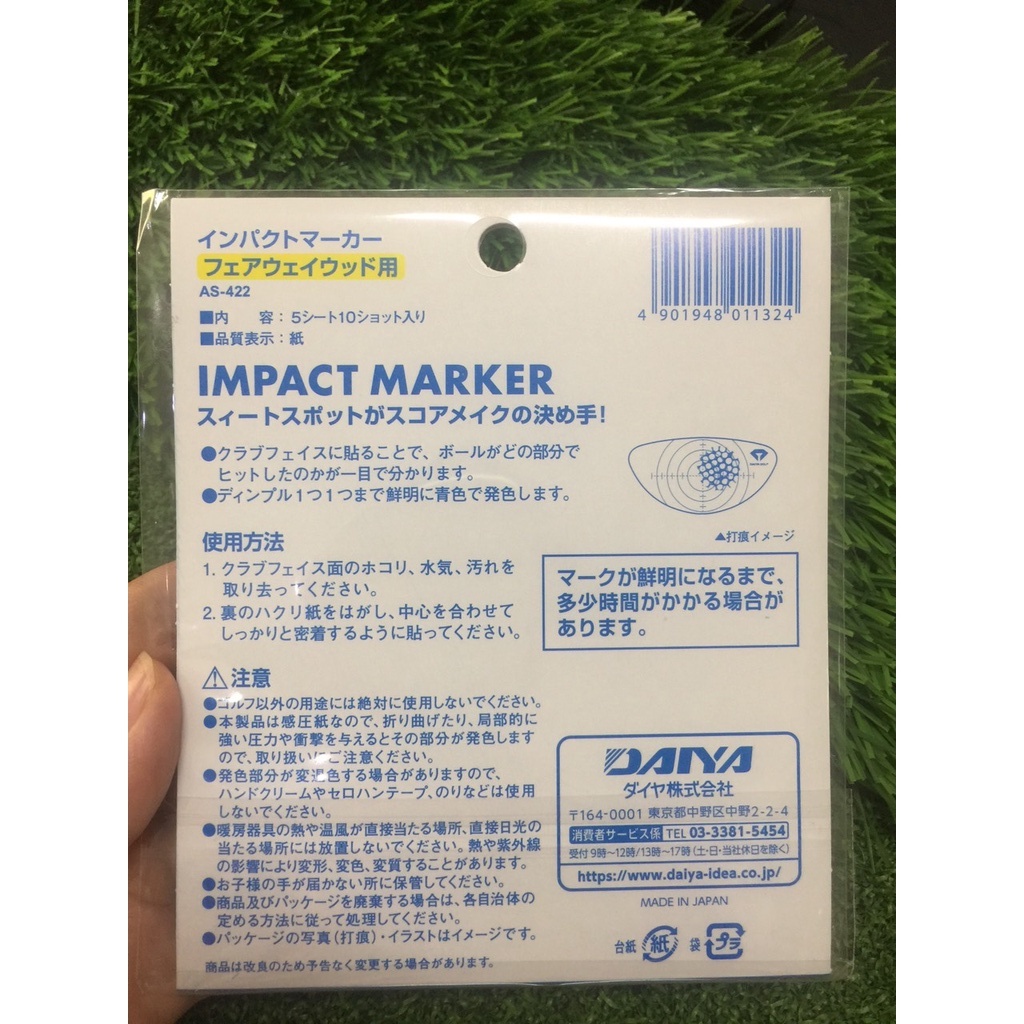 インパクトマーカー
フェアウェイウッド用
AS-422
■内　容：5シート10ショット入り
■品質表示：紙
4 901948 011324
IMPACT MARKER
スィートスポットがスコアメイクの決め手!
●クラブフェイスに貼ることで、ボールがどの部分で
ヒットしたのかが一目で分かります。
●ディンプル1つ1つまで鮮明に青色で発色します。
▲打痕イメージ
使用方法
1. クラブフェイス面のホコリ、水気、汚れを
取り去ってください。
2. 裏のハクリ紙をはがし、中心を合わせて
しっかりと密着するように貼ってください。
マークが鮮明になるまで、
多少時間がかかる場合が
あります。
⚠注意
●ゴルフ以外の用途には絶対に使用しないでください。
●本製品は感圧紙なので、折り曲げたり、局部的に
強い圧力や衝撃を与えるとその部分が発色します
ので、取り扱いにご注意ください。
●発色部分が変退色する場合がありますので、
ハンドクリームやセロハンテープ、のりなどは使用
しないでください。
●暖房器具の熱や温風が直接当たる場所、直接日光の
当たる場所には放置しないでください。熱や紫外線
の影響により変形、変色、変質することがあります。
●お子様の手が届かない所に保管してください。
●商品及びパッケージを廃棄する場合は、各自治体の
定める方法に従って処理してください。
●パッケージの写真(打痕)・イラストはイメージです。
商品は改良のため予告なく変更する場合があります。
DAIYA
ダイヤ株式会社
〒164-0001 東京都中野区中野2-2-4
消費者サービス係 TEL 03-3381-5454
受付 9時〜12時/13時〜17時(土・日・当社休日を除く)
https://www.daiya-idea.co.jp/
MADE IN JAPAN
台紙 紙 袋 プラ